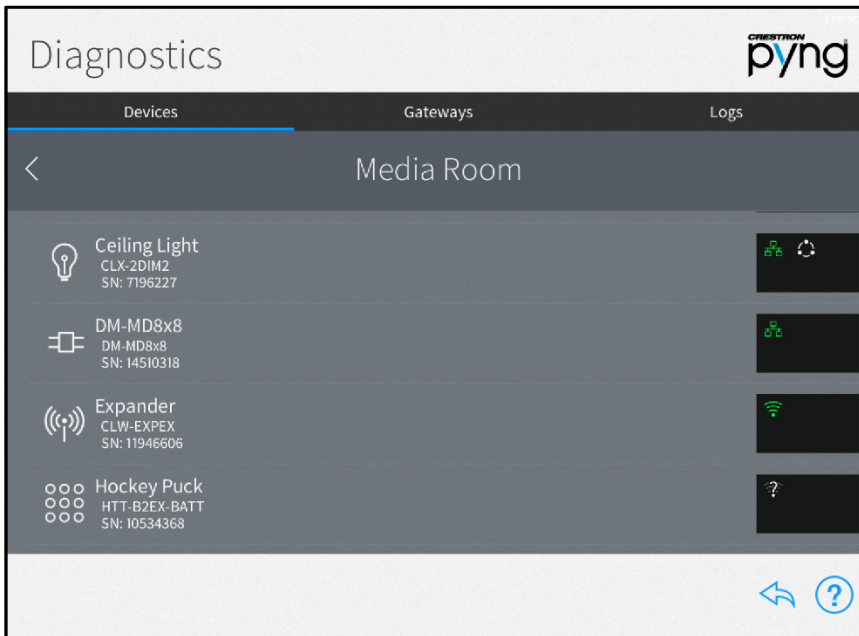 Diagnostics
CRESTRON
pyng
Devices
Gateways
Logs
Media Room
Ceiling Light
CLX-2DIM2
SN: 7196227
DM-MD8x8
DM-MD8x8
SN: 14510318
Expander
CLW-EXPEX
SN: 11946606
Hockey Puck
HTT-B2EX-BATT
SN: 10534368
?
?